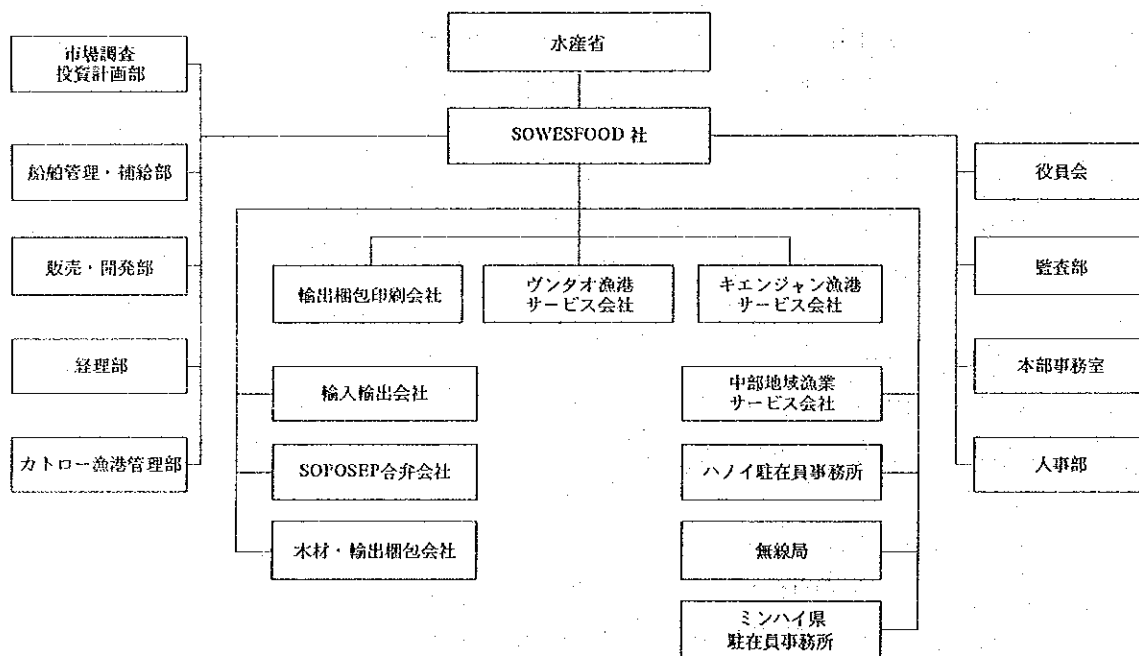 水産省
SOWESFOOD 社
市場調査
投資計画部
船舶管理・補給部
販売・開発部
経理部
カトロー漁港管理部
輸出梱包印刷会社
ヴンタオ漁港
サービス会社
キエンジャン漁港
サービス会社
輸入輸出会社
SOFOSEP合弁会社
木材・輸出梱包会社
中部地域漁業
サービス会社
ハノイ駐在員事務所
無線局
ミンハイ県
駐在員事務所
役員会
監査部
本部事務室
人事部